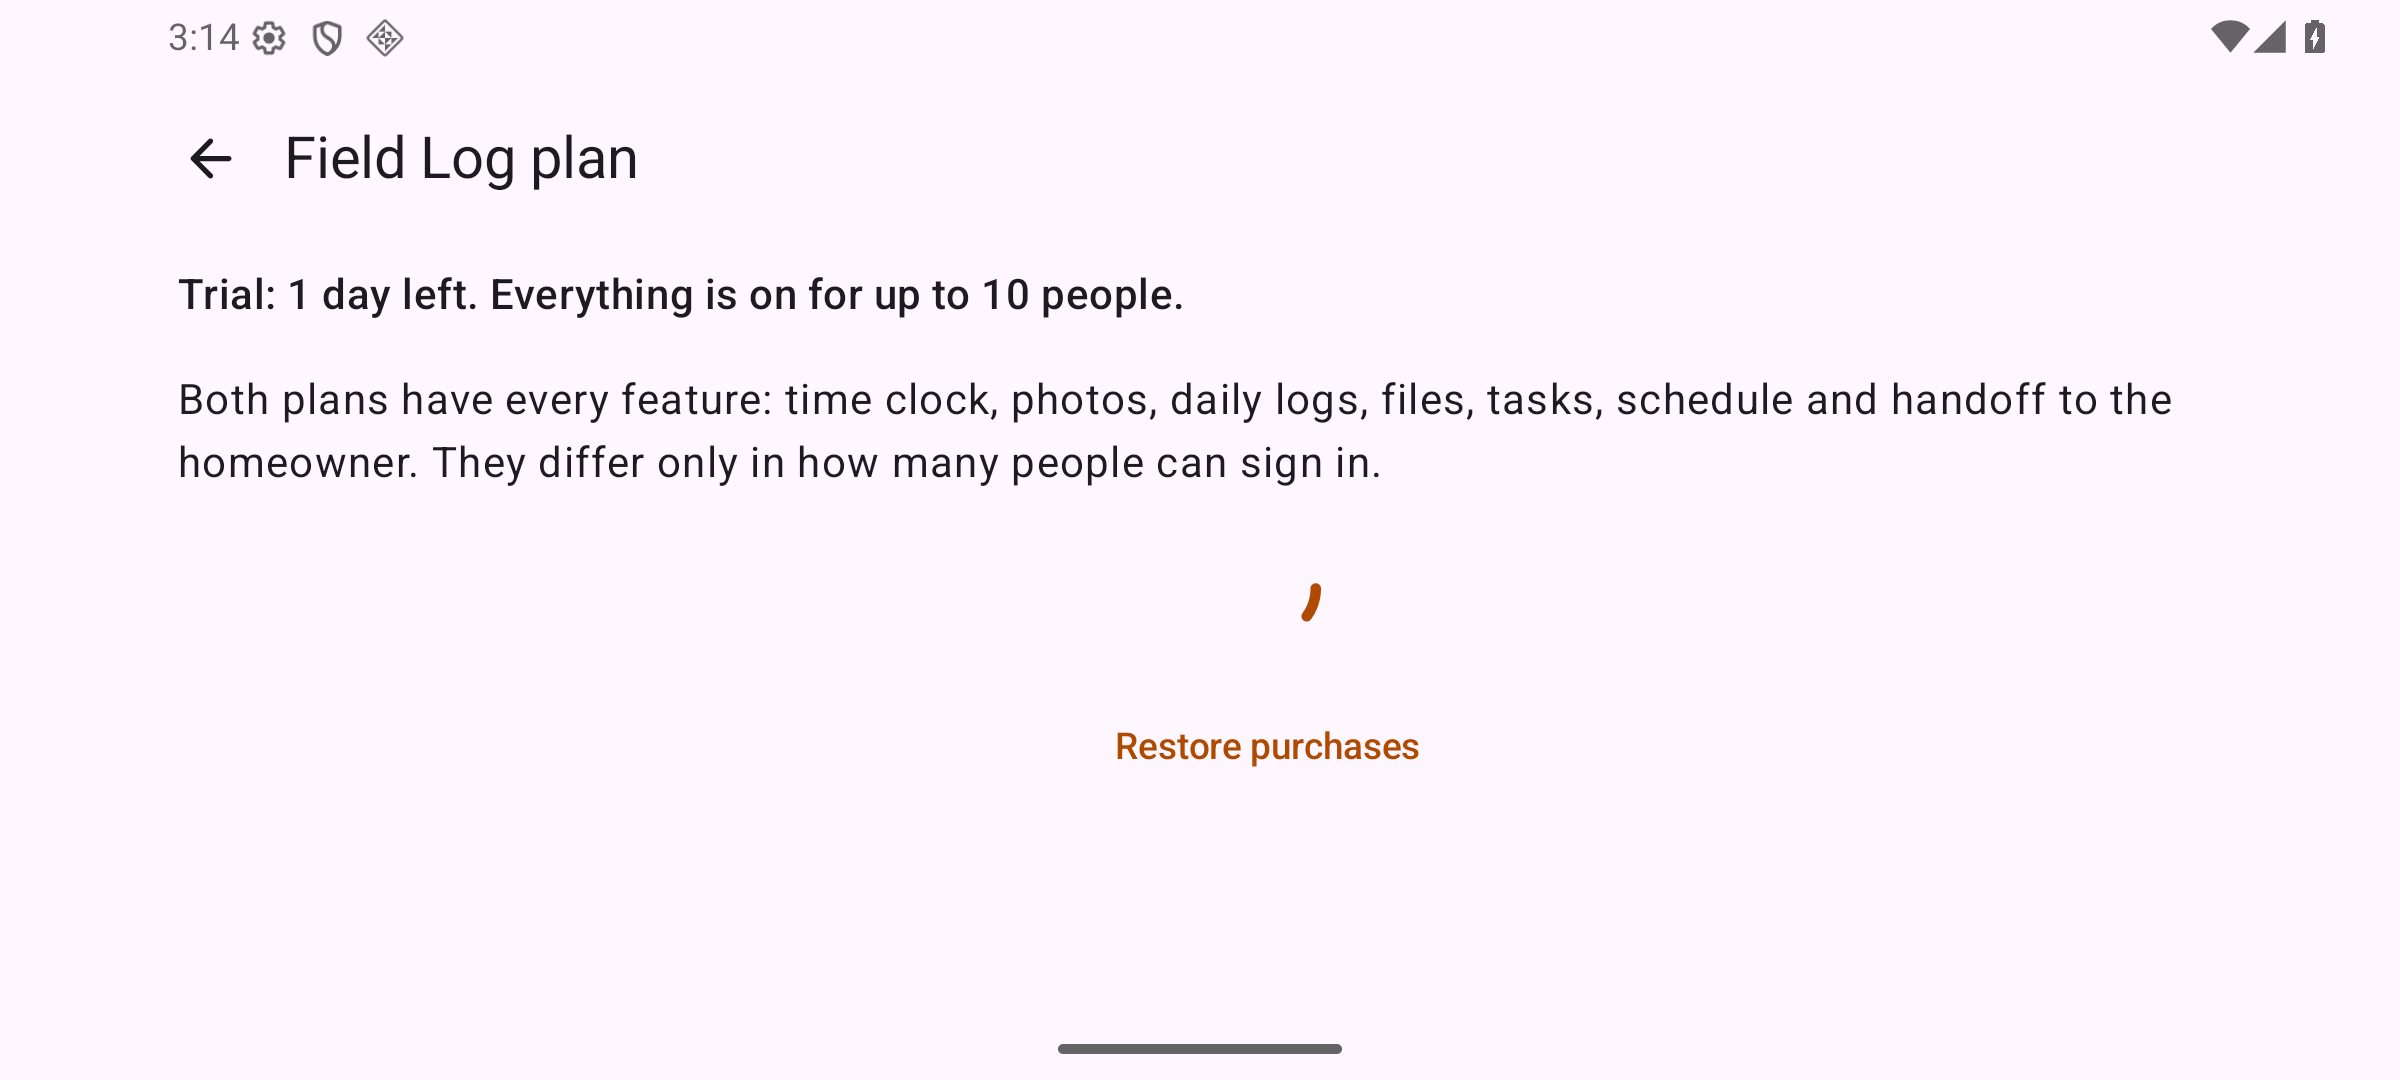 3:14
Field Log plan
Trial: 1 day left. Everything is on for up to 10 people.
Both plans have every feature: time clock, photos, daily logs, files, tasks, schedule and handoff to the
homeowner. They differ only in how many people can sign in.
Restore purchases